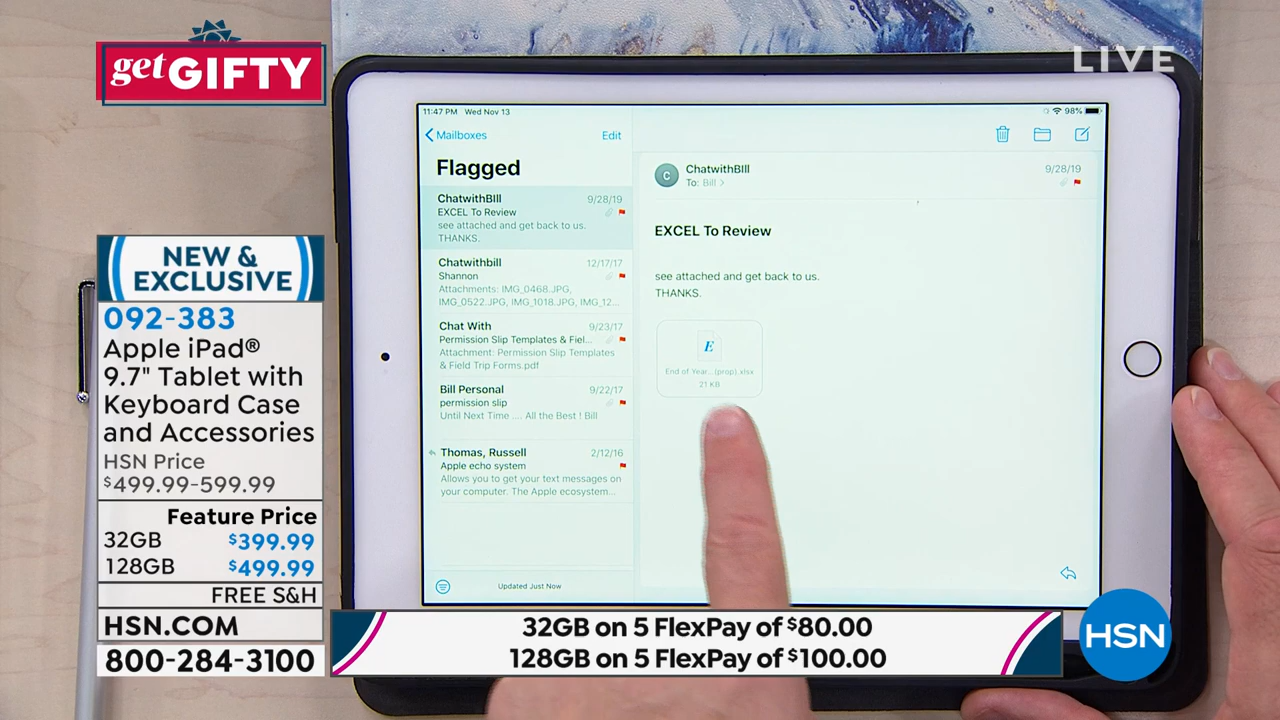 getGIFTY
LIVE
NEW &
EXCLUSIVE
092-383
Apple iPad®
9.7" Tablet with
Keyboard Case
and Accessories
HSN Price
$499.99-599.99
Feature Price
32GB $399.99
128GB $499.99
FREE S&H
HSN.COM
800-284-3100
11:47 PM Wed Nov 13
98%
Mailboxes
Edit
Flagged
ChatwithBIll 9/28/19
EXCEL To Review
see attached and get back to us.
THANKS.
Chatwithbill 12/17/17
Shannon
Attachments: IMG_0468.JPG,
IMG_0522.JPG, IMG_1018.JPG, IMG_12...
Chat With 9/23/17
Permission Slip Templates & Fiel...
Attachment: Permission Slip Templates
& Field Trip Forms.pdf
Bill Personal 9/22/17
permission slip
Until Next Time .... All the Best ! Bill
Thomas, Russell 2/12/16
Apple echo system
Allows you to get your text messages on
your computer. The Apple ecosystem...
Updated Just Now
C
ChatwithBIll 9/28/19
To: Bill
EXCEL To Review
see attached and get back to us.
THANKS.
E
End of Year...(prop).xlsx
21 KB
32GB on 5 FlexPay of $80.00
128GB on 5 FlexPay of $100.00
HSN